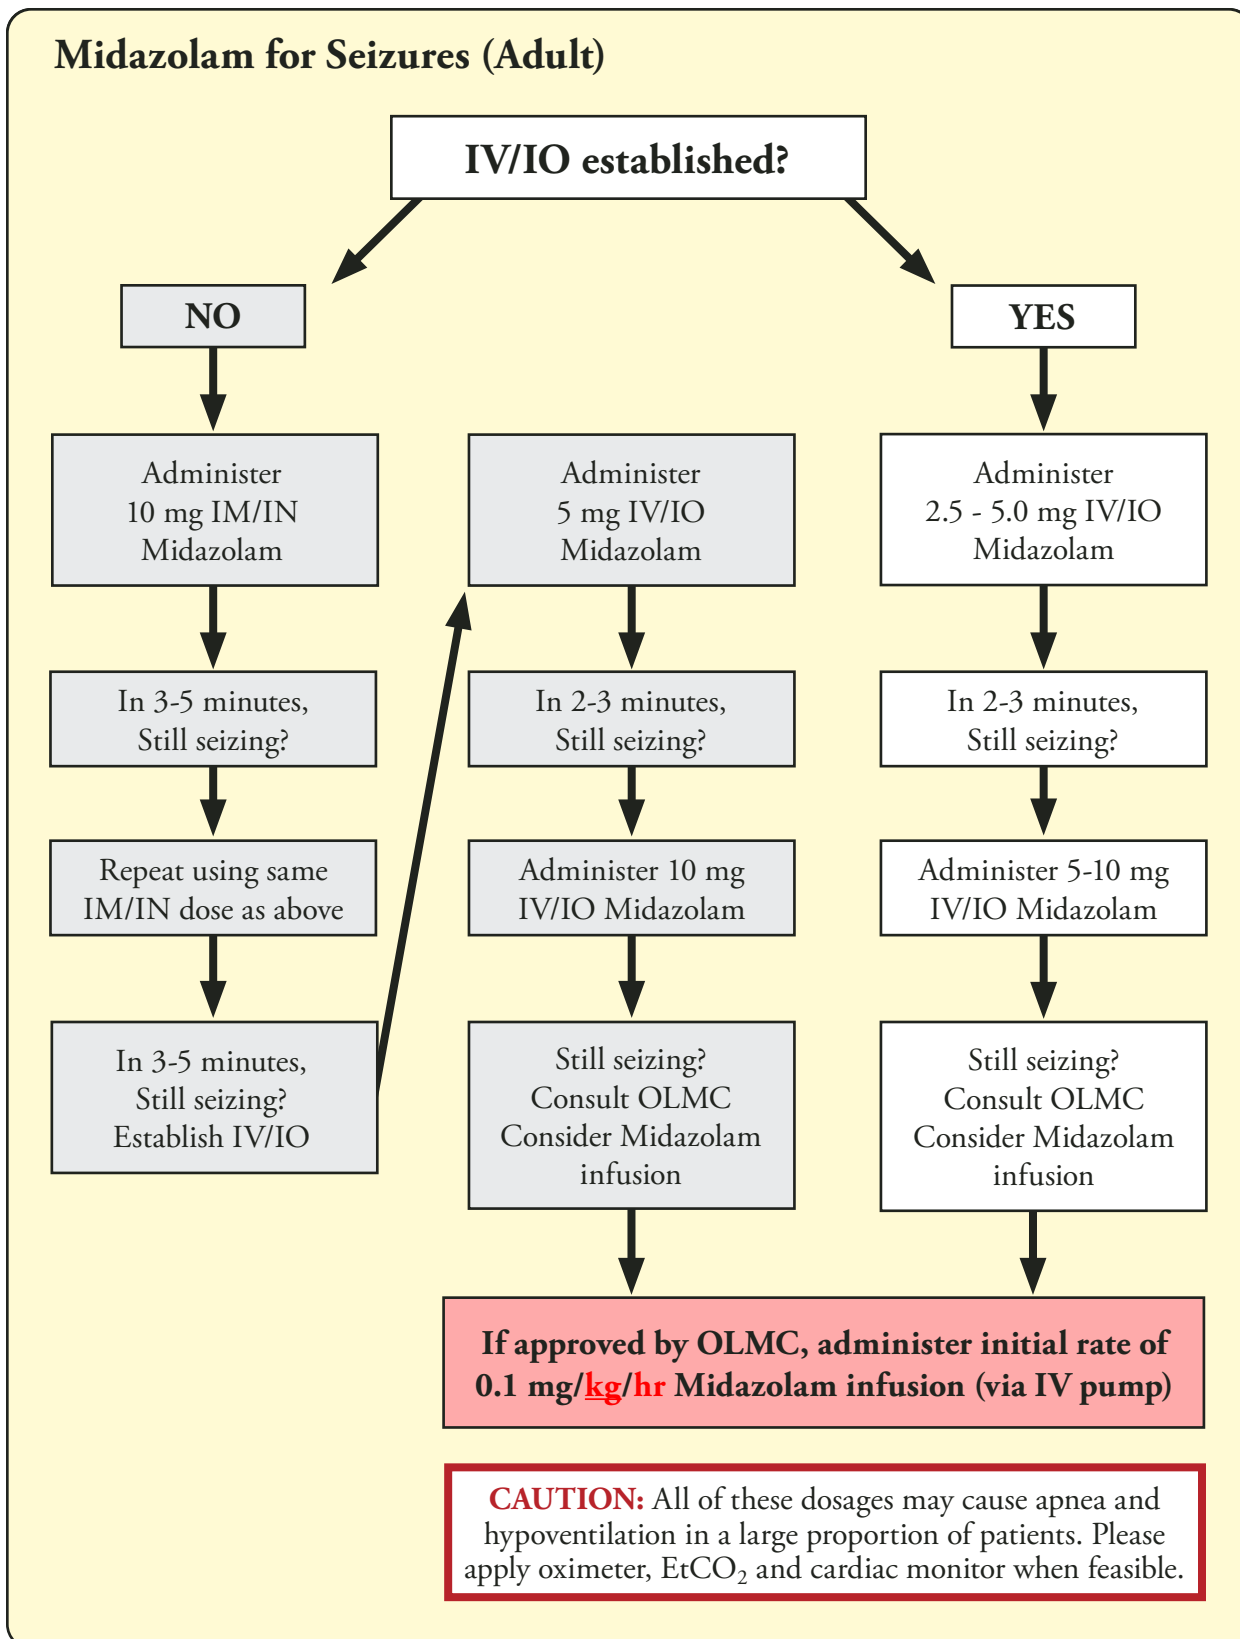 Midazolam for Seizures (Adult)
IV/IO established?
NO
Administer
10 mg IM/IN
Midazolam
In 3-5 minutes,
Still seizing?
Repeat using same
IM/IN dose as above
In 3-5 minutes,
Still seizing?
Establish IV/IO
Administer
5 mg IV/IO
Midazolam
In 2-3 minutes,
Still seizing?
Administer 10 mg
IV/IO Midazolam
Still seizing?
Consult OLMC
Consider Midazolam
infusion
YES
Administer
2.5 - 5.0 mg IV/IO
Midazolam
In 2-3 minutes,
Still seizing?
Administer 5-10 mg
IV/IO Midazolam
Still seizing?
Consult OLMC
Consider Midazolam
infusion
If approved by OLMC, administer initial rate of
0.1 mg/kg/hr Midazolam infusion (via IV pump)
CAUTION: All of these dosages may cause apnea and
hypoventilation in a large proportion of patients. Please
apply oximeter, EtCO₂ and cardiac monitor when feasible.